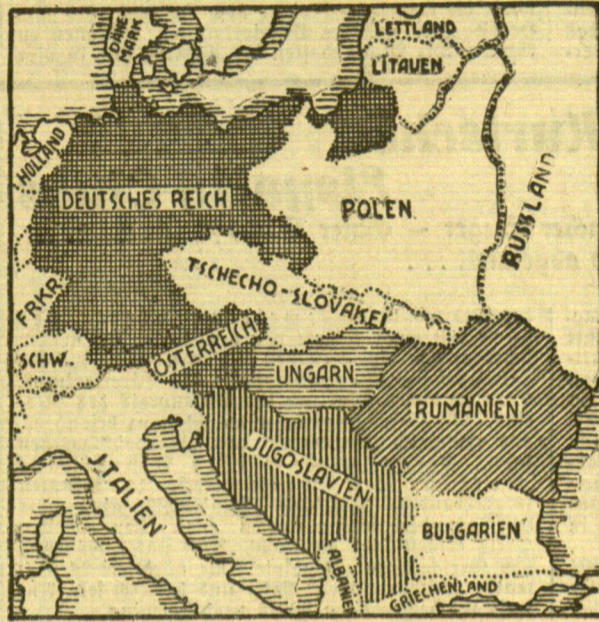 DÄNE-
MARK
LETTLAND
LITAUEN
HOLLAND
DEUTSCHES REICH
POLEN
RUSSLAND
TSCHECHO-SLOVAKEI
FRKR.
SCHW.
ÖSTERREICH
UNGARN
RUMÄNIEN
JUGOSLAVIEN
ITALIEN
BULGARIEN
ALBANIEN
GRIECHENLAND